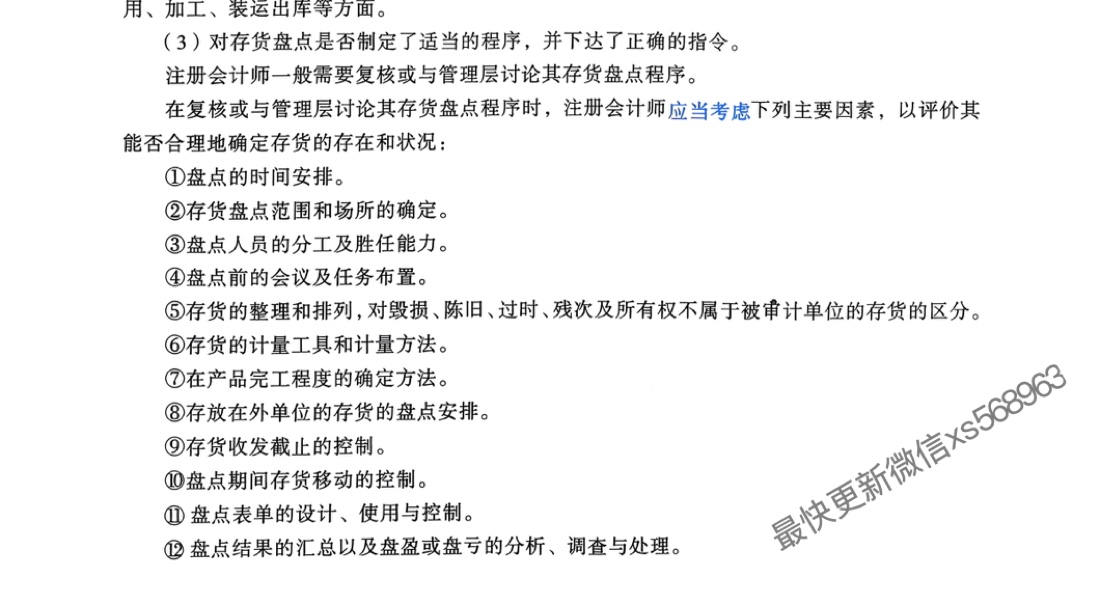 用、加工、装运出库等方面。
（3）对存货盘点是否制定了适当的程序，并下达了正确的指令。
注册会计师一般需要复核或与管理层讨论其存货盘点程序。
在复核或与管理层讨论其存货盘点程序时，注册会计师应当考虑下列主要因素，以评价其
能否合理地确定存货的存在和状况：
①盘点的时间安排。
②存货盘点范围和场所的确定。
③盘点人员的分工及胜任能力。
④盘点前的会议及任务布置。
⑤存货的整理和排列，对毁损、陈旧、过时、残次及所有权不属于被审计单位的存货的区分。
⑥存货的计量工具和计量方法。
⑦在产品完工程度的确定方法。
⑧存放在外单位的存货的盘点安排。
⑨存货收发截止的控制。
⑩盘点期间存货移动的控制。
⑪ 盘点表单的设计、使用与控制。
⑫ 盘点结果的汇总以及盘盈或盘亏的分析、调查与处理。
最快更新微信xs568963